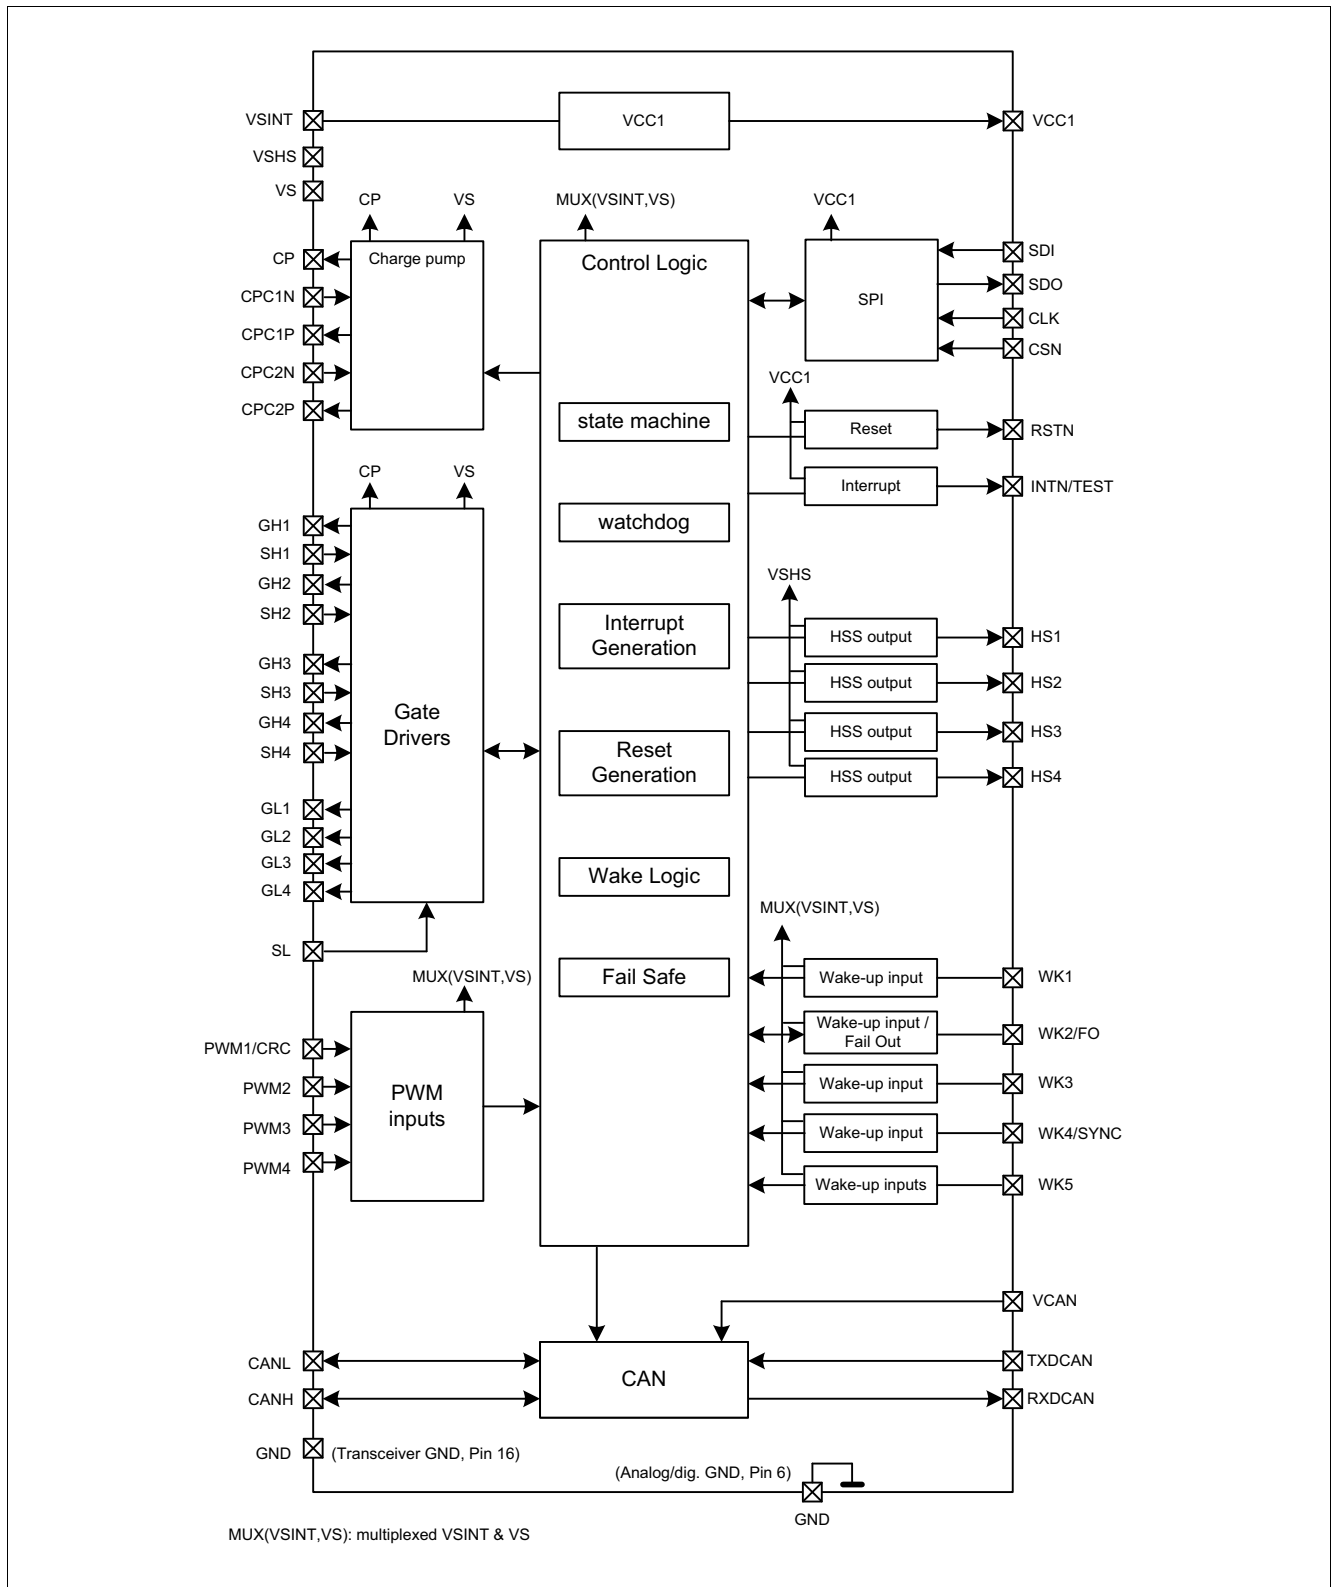 VSINT
VCC1
VCC1
VSHS
VS
CP
VS
MUX(VSINT,VS)
VCC1
CP
Charge pump
CPC1N
CPC1P
CPC2N
CPC2P
Control Logic
SPI
SDI
SDO
CLK
CSN
VCC1
state machine
Reset
RSTN
Interrupt
INTN/TEST
watchdog
CP
VS
GH1
SH1
GH2
SH2
GH3
SH3
GH4
SH4
GL1
GL2
GL3
GL4
SL
Gate
Drivers
Interrupt
Generation
Reset
Generation
Wake Logic
Fail Safe
VSHS
HSS output
HS1
HSS output
HS2
HSS output
HS3
HSS output
HS4
MUX(VSINT,VS)
Wake-up input
WK1
Wake-up input /
Fail Out
WK2/FO
Wake-up input
WK3
Wake-up input
WK4/SYNC
Wake-up inputs
WK5
MUX(VSINT,VS)
PWM1/CRC
PWM2
PWM3
PWM4
PWM
inputs
VCAN
CANL
CANH
CAN
TXDCAN
RXDCAN
GND
(Transceiver GND, Pin 16)
(Analog/dig. GND, Pin 6)
GND
MUX(VSINT,VS): multiplexed VSINT & VS